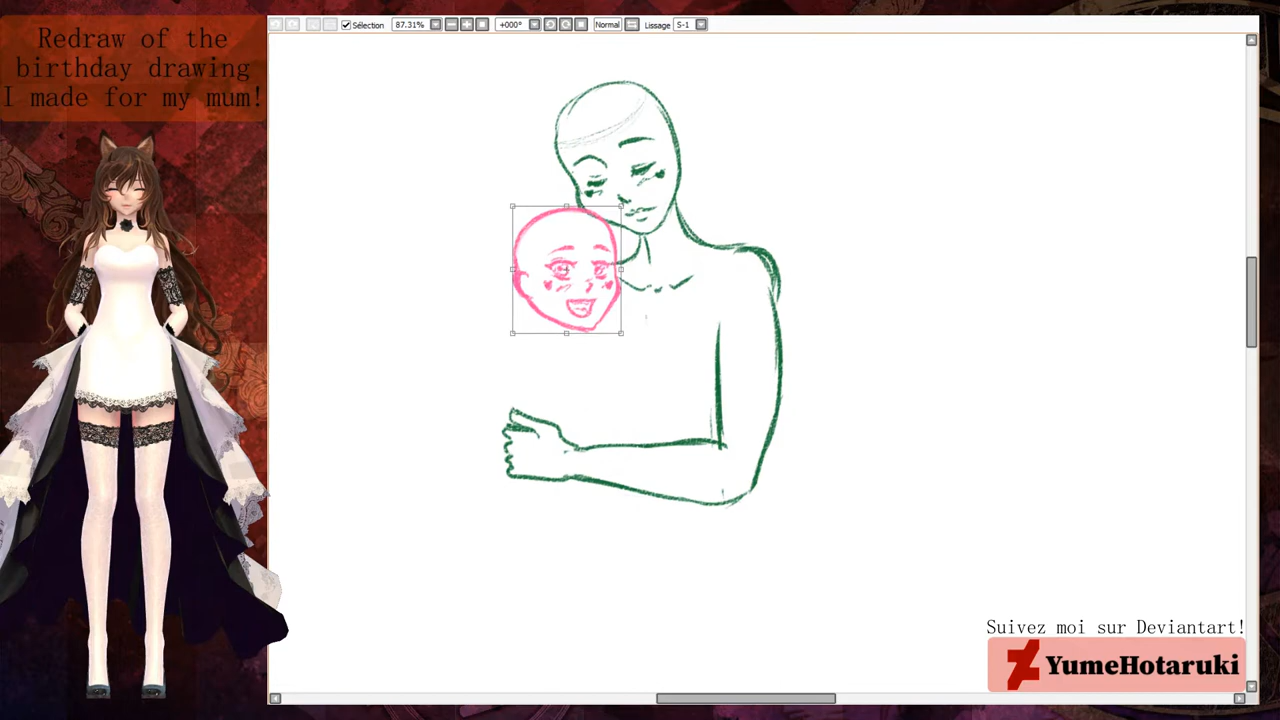 Redraw of the
birthday drawing
I made for my mum!
Sélection
87.31%
+000°
Normal
Lissage
S-1
Suivez moi sur Deviantart!
YumeHotaruki